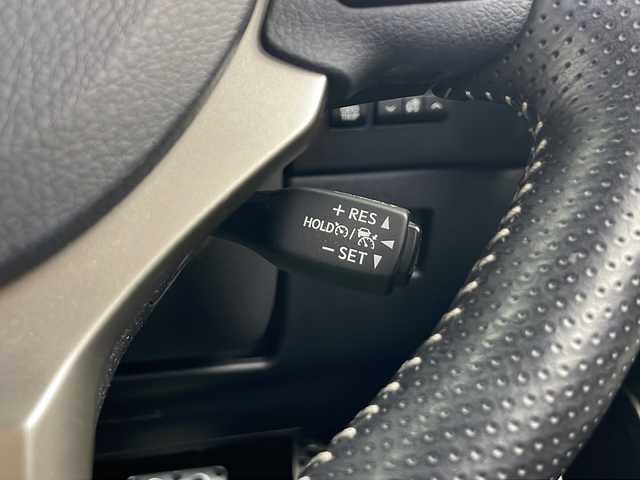 + RES ▲
HOLD / ◀
− SET ▼